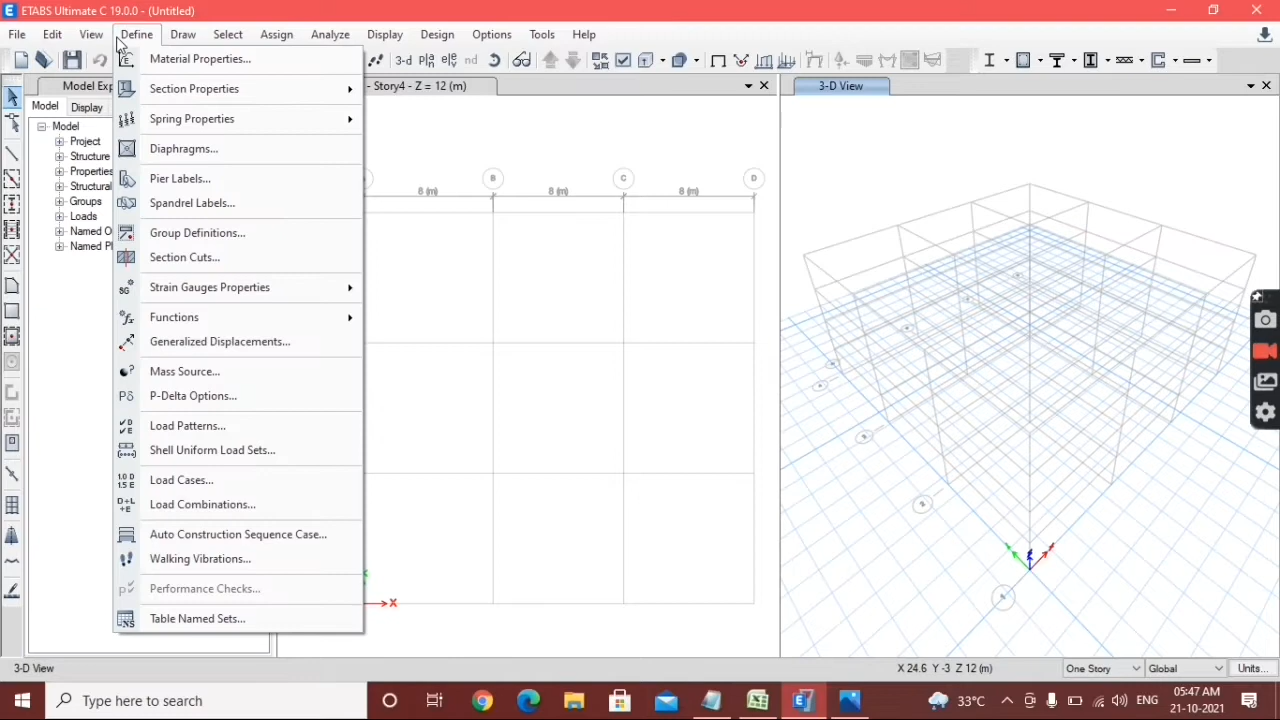 ETABS Ultimate C 19.0.0 - (Untitled)
File Edit View Define Draw Select Assign Analyze Display Design Options Tools Help
3-d
nd
Model Exp
- Story4 - Z = 12 (m)
3-D View
Model Display
Model
Project
Structure
Properties
Structural
Groups
Loads
Named O
Named Pl
Material Properties...
Section Properties
Spring Properties
Diaphragms...
Pier Labels...
Spandrel Labels...
Group Definitions...
Section Cuts...
Strain Gauges Properties
Functions
Generalized Displacements...
Mass Source...
P-Delta Options...
Load Patterns...
Shell Uniform Load Sets...
Load Cases...
Load Combinations...
Auto Construction Sequence Case...
Walking Vibrations...
Performance Checks...
Table Named Sets...
B C D
8 (m) 8 (m) 8 (m)
X
3-D View
X 24.6 Y -3 Z 12 (m)
One Story
Global
Units...
Type here to search
33°C
ENG
05:47 AM
21-10-2021